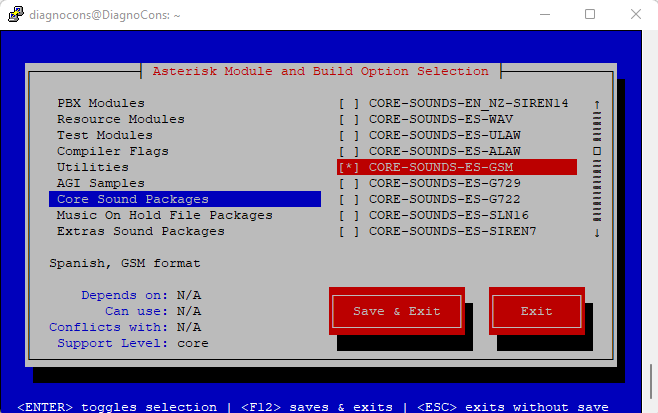 diagnocons@DiagnoCons: ~
Asterisk Module and Build Option Selection
PBX Modules [ ] CORE-SOUNDS-EN_NZ-SIREN14 ↑
Resource Modules [ ] CORE-SOUNDS-ES-WAV
Test Modules [ ] CORE-SOUNDS-ES-ULAW
Compiler Flags [ ] CORE-SOUNDS-ES-ALAW
Utilities [*] CORE-SOUNDS-ES-GSM
AGI Samples [ ] CORE-SOUNDS-ES-G729
Core Sound Packages [ ] CORE-SOUNDS-ES-G722
Music On Hold File Packages [ ] CORE-SOUNDS-ES-SLN16
Extras Sound Packages [ ] CORE-SOUNDS-ES-SIREN7 ↓
Spanish, GSM format
Depends on: N/A
Can use: N/A
Conflicts with: N/A
Support Level: core
Save & Exit Exit
<ENTER> toggles selection | <F12> saves & exits | <ESC> exits without save